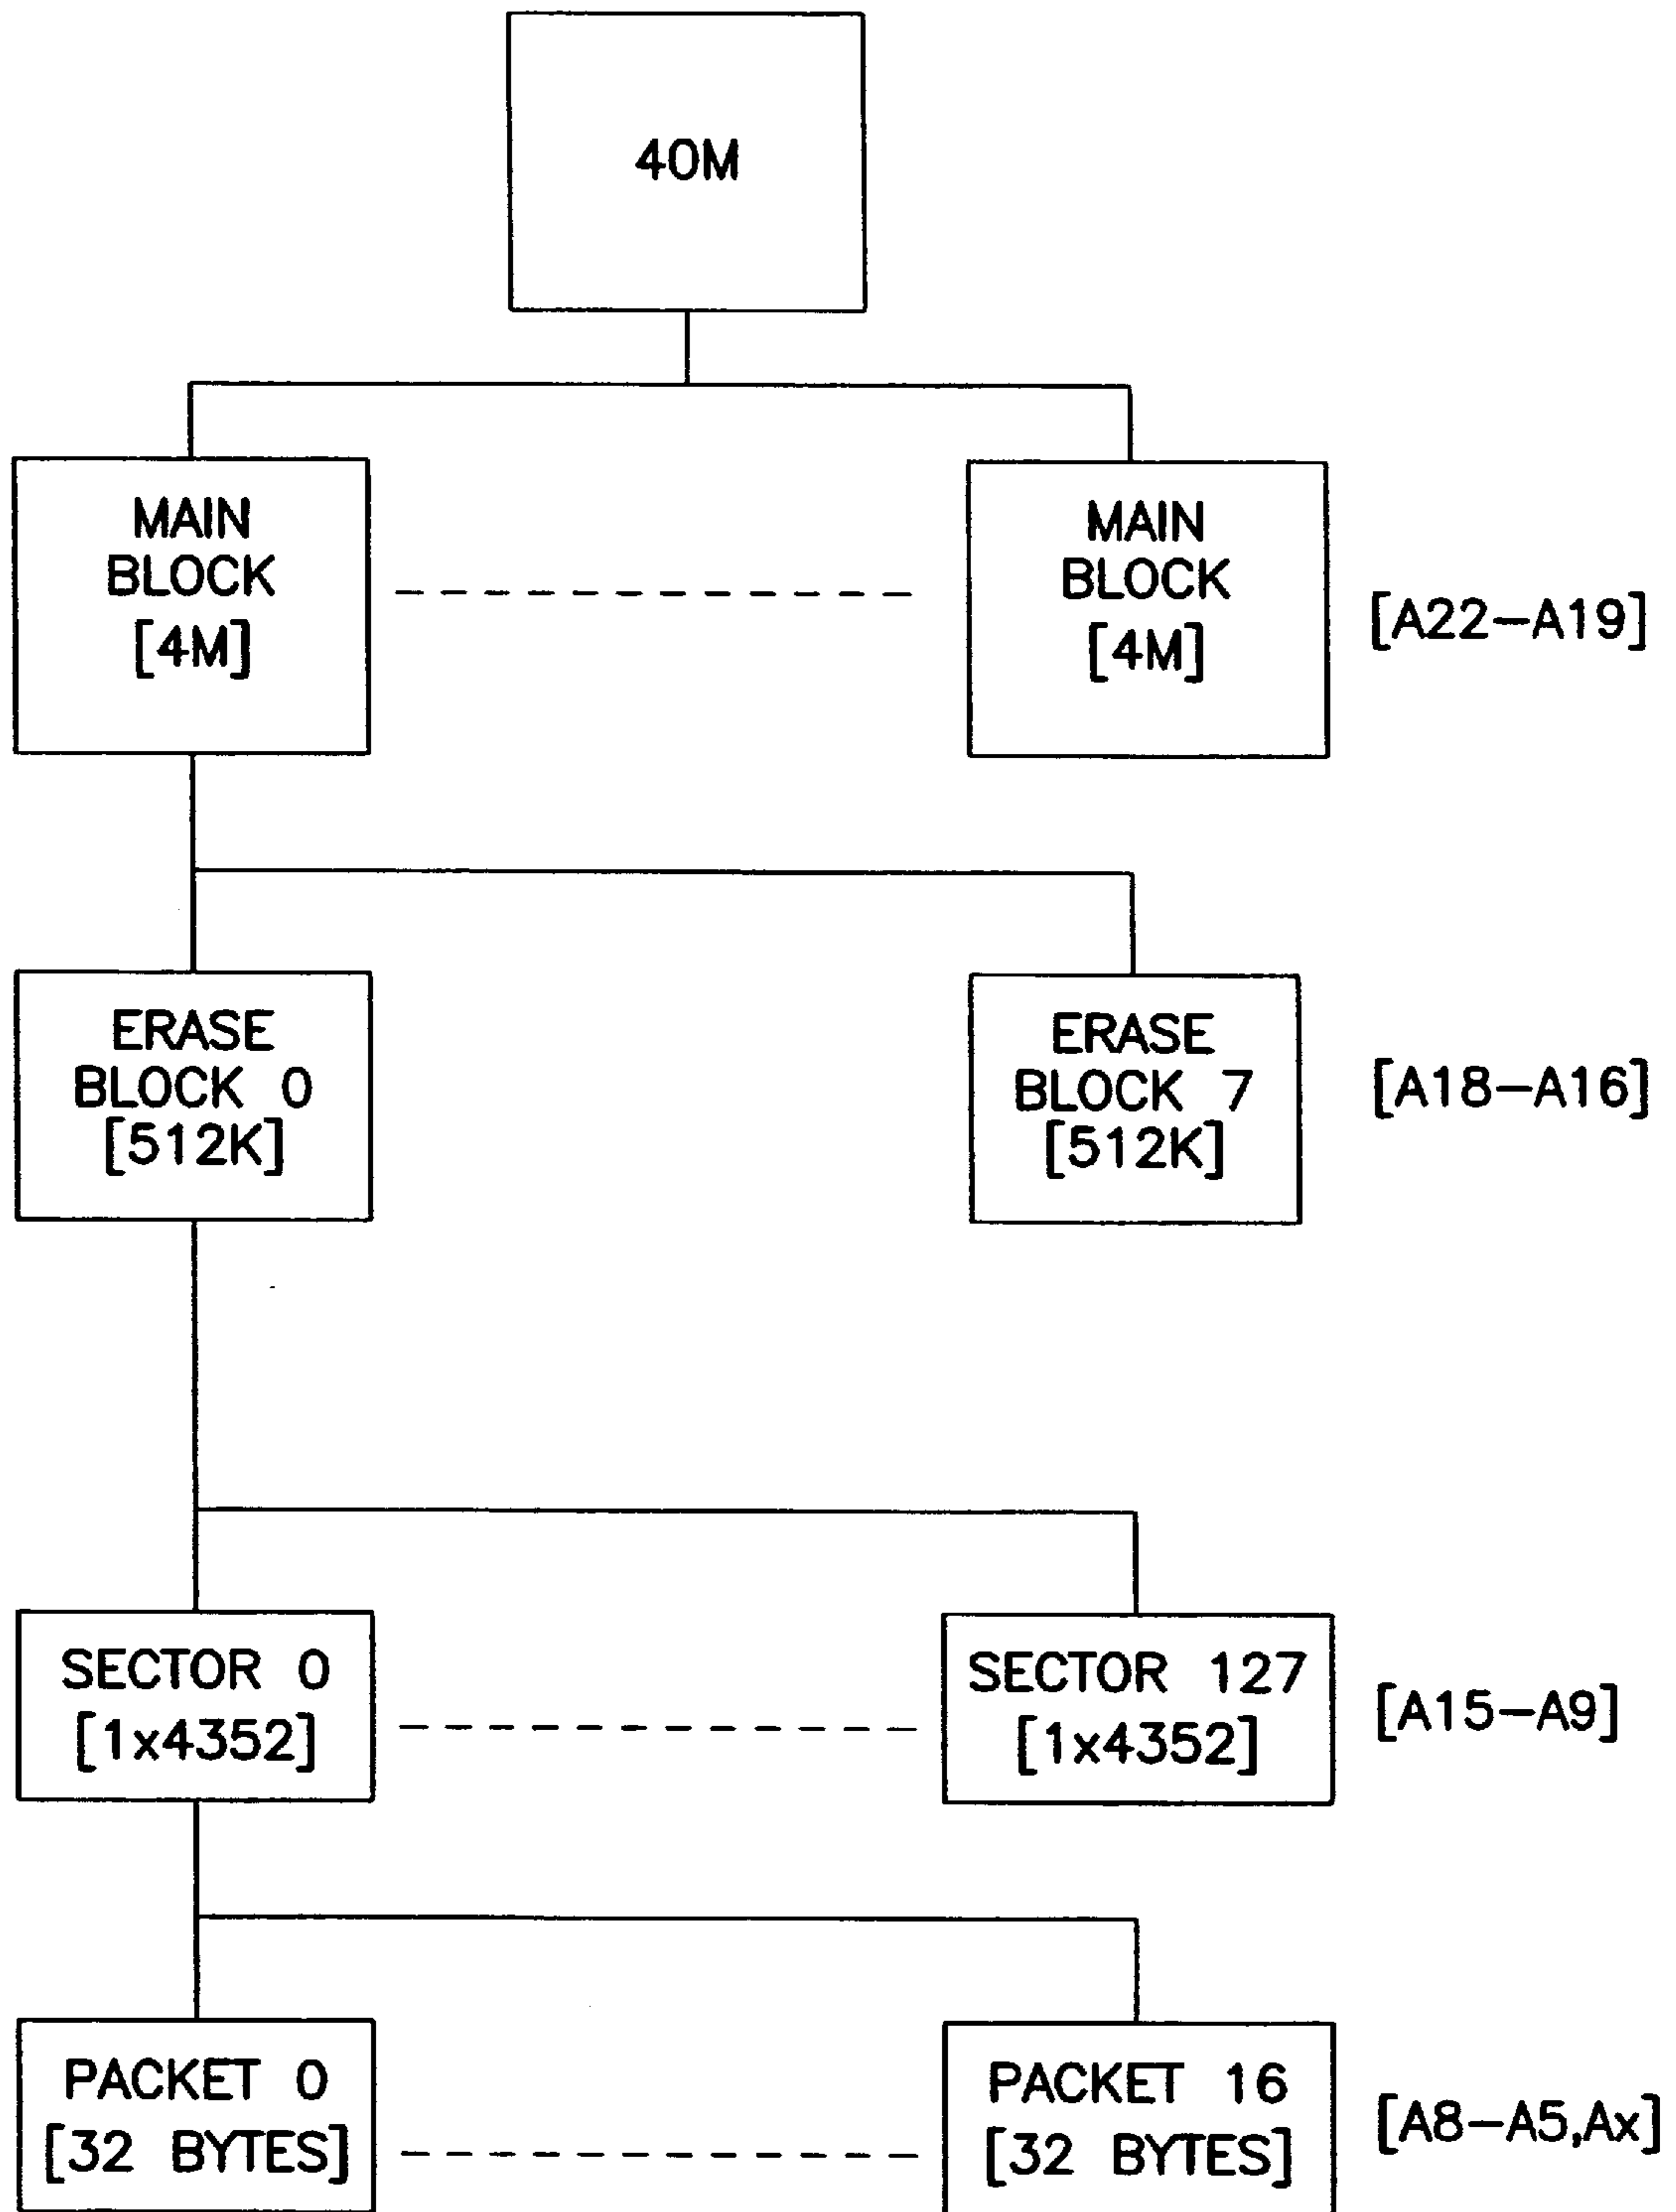 40M
MAIN
BLOCK
[4M]
MAIN
BLOCK
[4M]
[A22-A19]
ERASE
BLOCK 0
[512K]
ERASE
BLOCK 7
[512K]
[A18-A16]
SECTOR 0
[1x4352]
SECTOR 127
[1x4352]
[A15-A9]
PACKET 0
[32 BYTES]
PACKET 16
[32 BYTES]
[A8-A5,Ax]